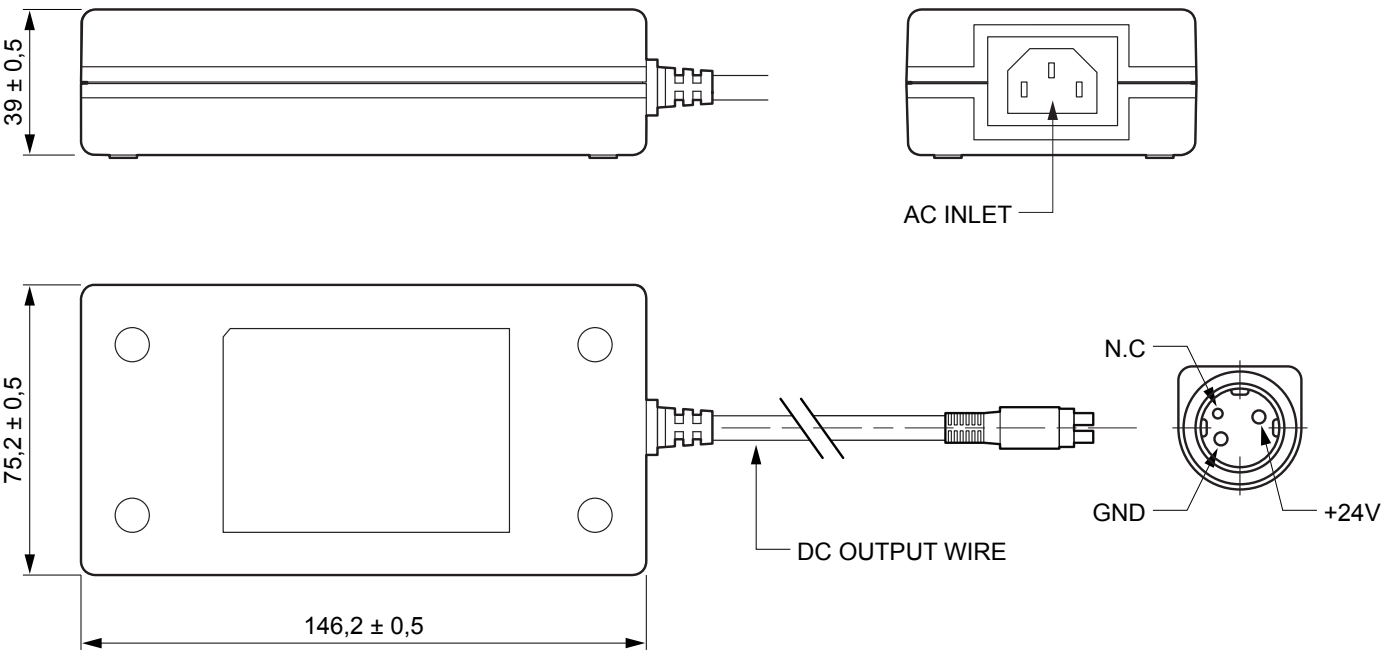 39 ± 0,5
AC INLET
75,2 ± 0,5
N.C
GND
+24V
DC OUTPUT WIRE
146,2 ± 0,5